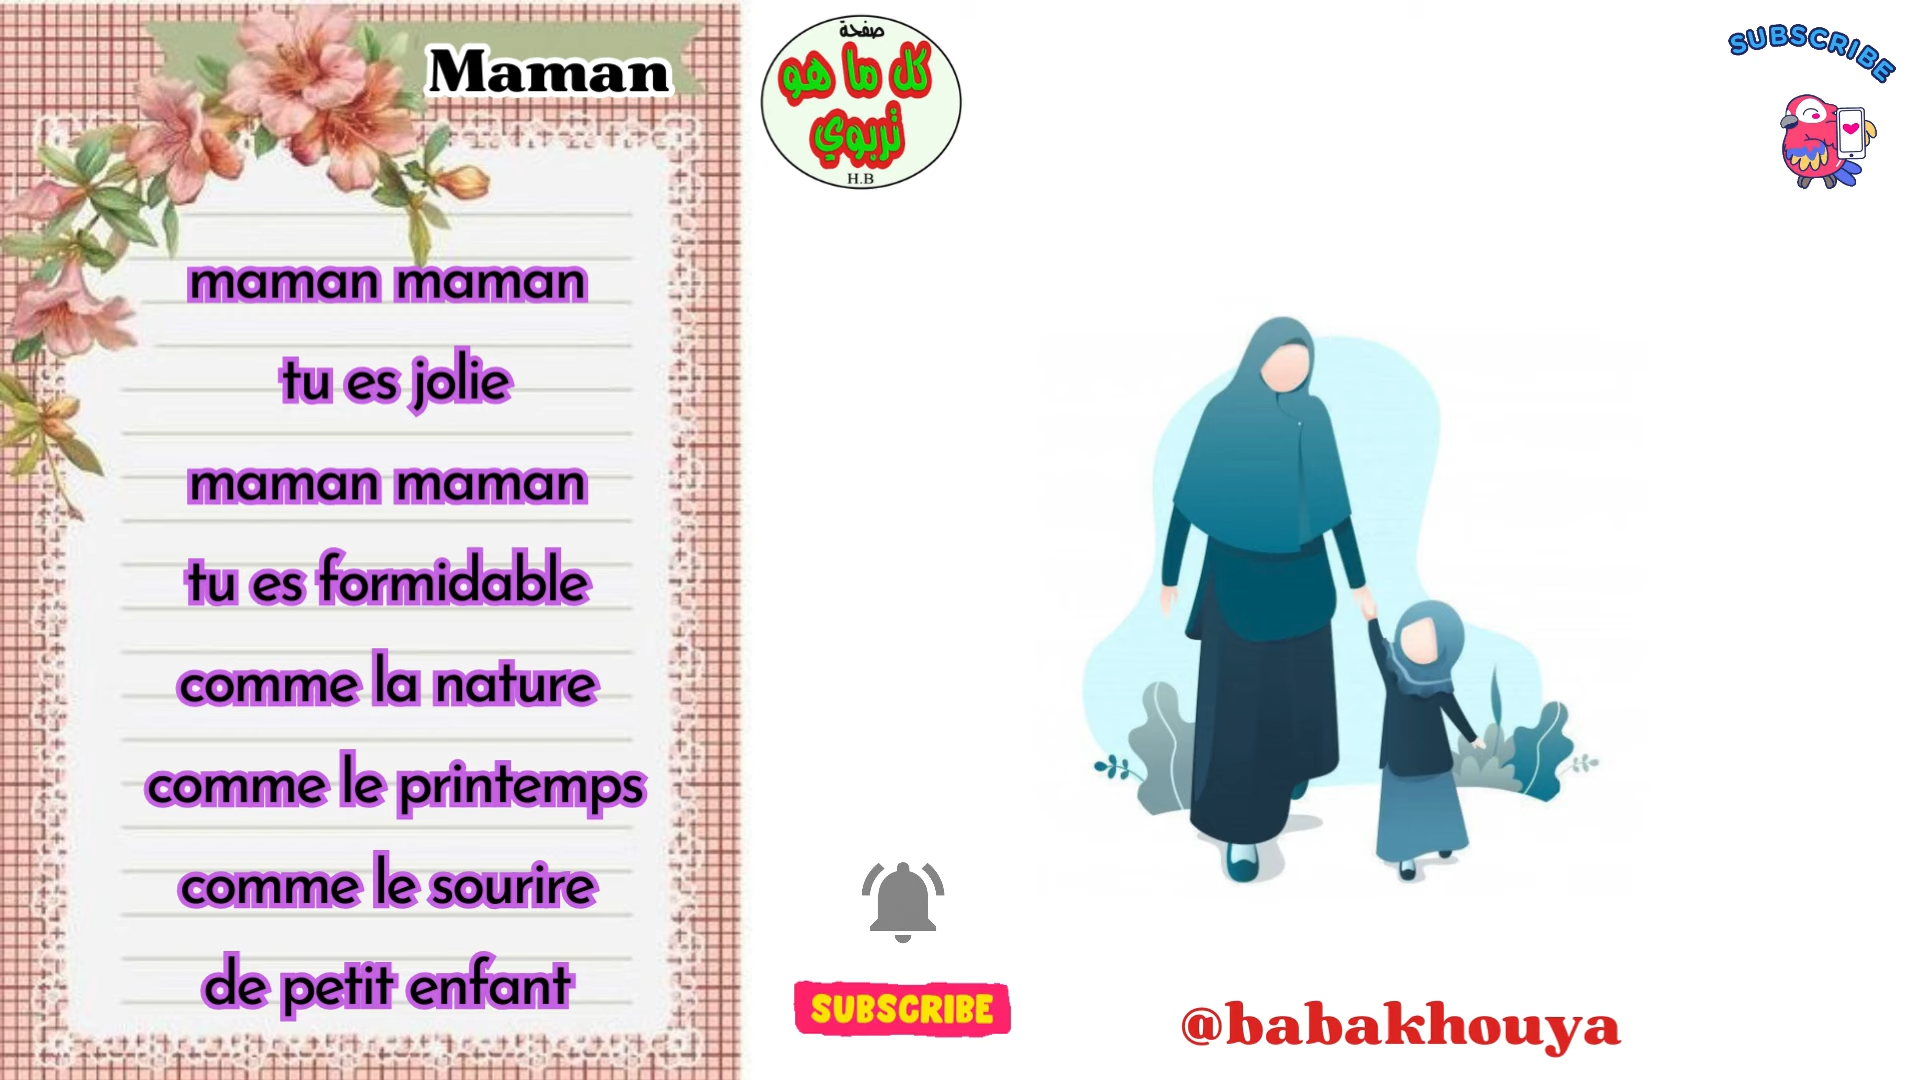 Maman
maman maman
tu es jolie
maman maman
tu es formidable
comme la nature
comme le printemps
comme le sourire
de petit enfant
صفحة
كل ما هو
تربوي
H.B
SUBSCRIBE
SUBSCRIBE
@babakhouya